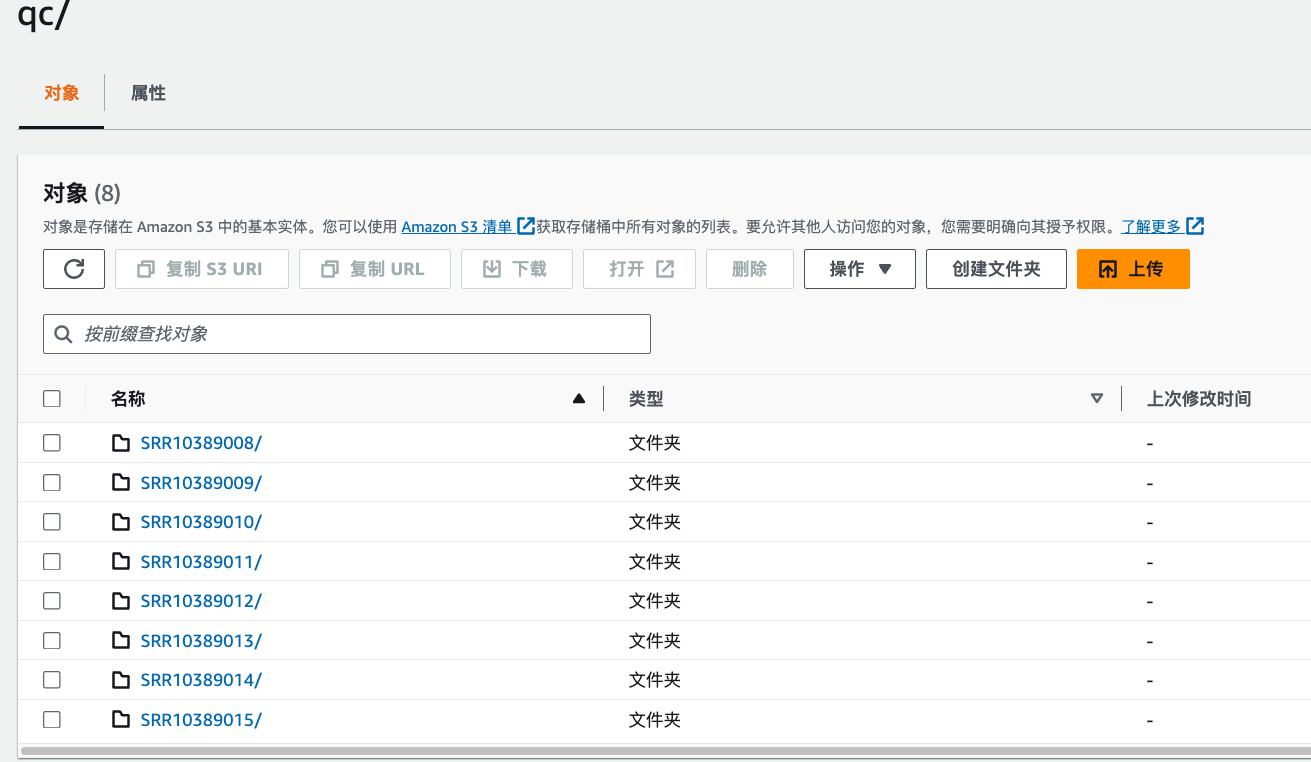 qc/
对象 属性
对象 (8)
对象是存储在 Amazon S3 中的基本实体。您可以使用 Amazon S3 清单 获取存储桶中所有对象的列表。要允许其他人访问您的对象，您需要明确向其授予权限。了解更多
复制 S3 URI 复制 URL 下载 打开 删除 操作 创建文件夹 上传
按前缀查找对象
名称 类型 上次修改时间
SRR10389008/ 文件夹 -
SRR10389009/ 文件夹 -
SRR10389010/ 文件夹 -
SRR10389011/ 文件夹 -
SRR10389012/ 文件夹 -
SRR10389013/ 文件夹 -
SRR10389014/ 文件夹 -
SRR10389015/ 文件夹 -